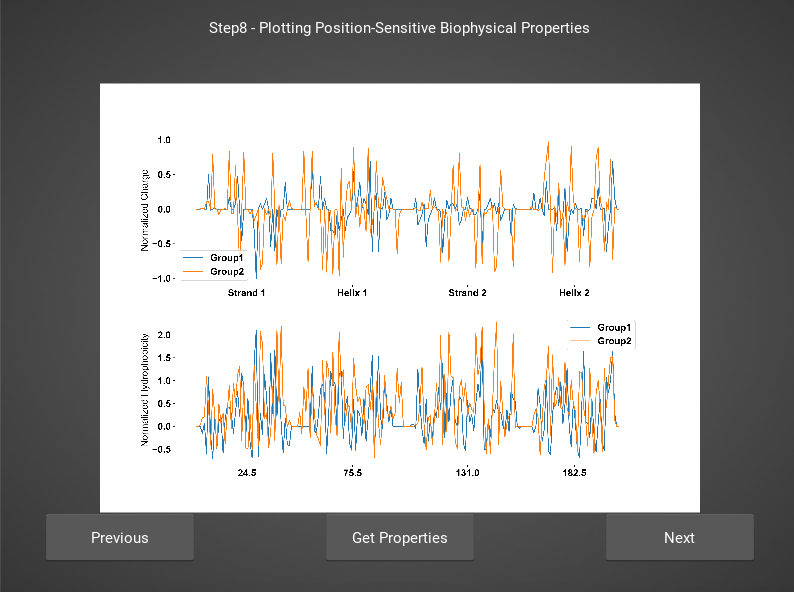 Step8 - Plotting Position-Sensitive Biophysical Properties
Normalized Charge
1.0
0.5
0.0
−0.5
−1.0
Group1
Group2
Strand 1
Helix 1
Strand 2
Helix 2
Normalized Hydrophobicity
2.0
1.5
1.0
0.5
0.0
−0.5
Group1
Group2
24.5
75.5
131.0
182.5
Previous
Get Properties
Next